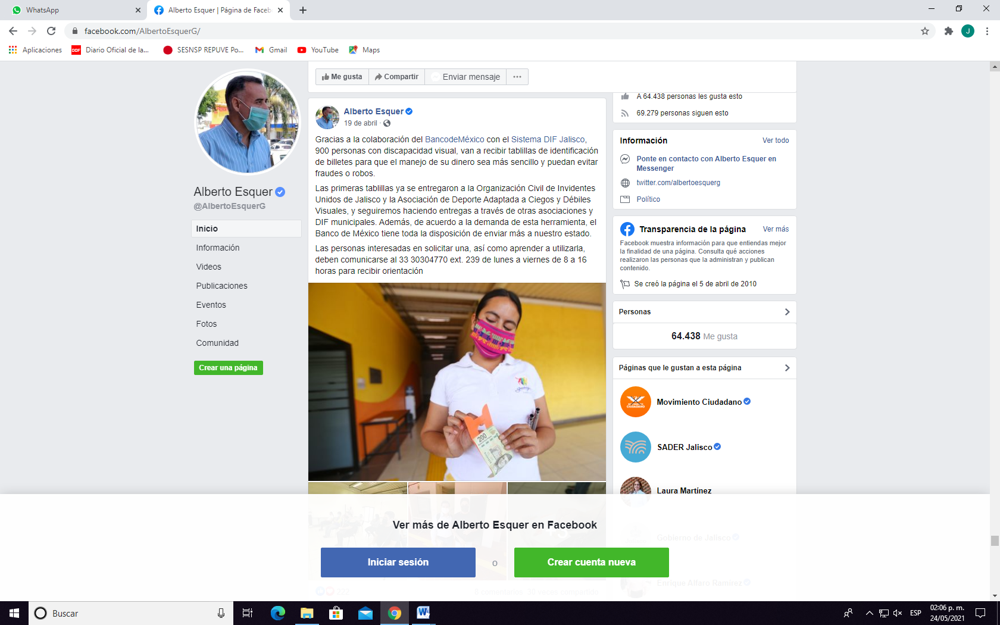 WhatsApp
Alberto Esquer | Página de Faceb
facebook.com/AlbertoEsquerG/
J
Aplicaciones
DOF
Diario Oficial de la...
SESNSP REPUVE Po...
Gmail
YouTube
Maps
Me gusta
Compartir
Enviar mensaje
Alberto Esquer
@AlbertoEsquerG
Inicio
Información
Videos
Publicaciones
Eventos
Fotos
Comunidad
Crear una página
Alberto Esquer
19 de abril ·
Gracias a la colaboración del BancodeMéxico con el Sistema DIF Jalisco,
900 personas con discapacidad visual, van a recibir tablillas de identificación
de billetes para que el manejo de su dinero sea más sencillo y puedan evitar
fraudes o robos.
Las primeras tablillas ya se entregaron a la Organización Civil de Invidentes
Unidos de Jalisco y la Asociación de Deporte Adaptada a Ciegos y Débiles
Visuales, y seguiremos haciendo entregas a través de otras asociaciones y
DIF municipales. Además, de acuerdo a la demanda de esta herramienta, el
Banco de México tiene toda la disposición de enviar más a nuestro estado.
Las personas interesadas en solicitar una, así como aprender a utilizarla,
deben comunicarse al 33 30304770 ext. 239 de lunes a viernes de 8 a 16
horas para recibir orientación
200
A 64.438 personas les gusta esto
69.279 personas siguen esto
Información
Ver todo
Ponte en contacto con Alberto Esquer en
Messenger
twitter.com/albertoesquerg
Político
Transparencia de la página
Ver más
Facebook muestra información para que entiendas mejor
la finalidad de una página. Consulta qué acciones
realizaron las personas que la administran y publican
contenido.
Se creó la página el 5 de abril de 2010
Personas
64.438 Me gusta
Páginas que le gustan a esta página
Movimiento Ciudadano
SADER Jalisco
Laura Martínez
Gobierno de Jalisco
Enrique Alfaro Ramírez
Ver más de Alberto Esquer en Facebook
Iniciar sesión
o
Crear cuenta nueva
222
veces compartido
Buscar
ESP
02:06 p. m.
24/05/2021